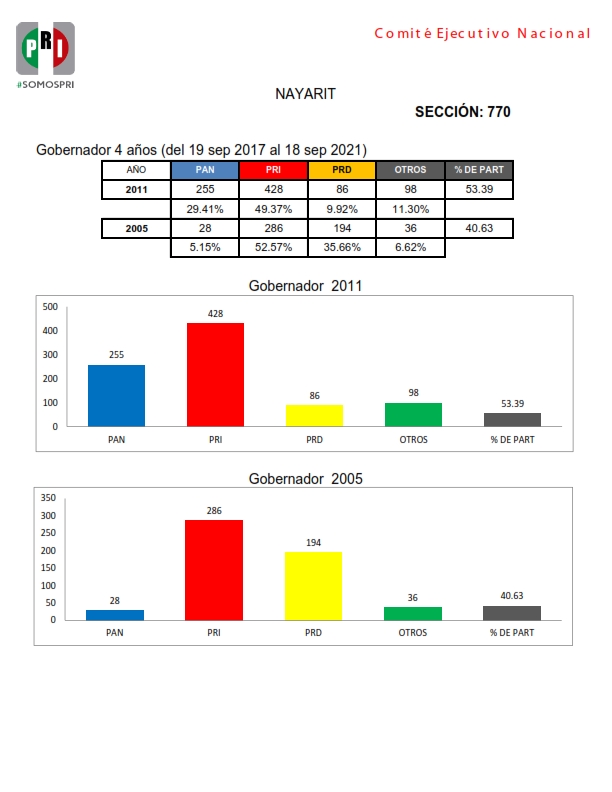 Comité Ejecutivo Nacional
PRI
#SOMOSPRI
NAYARIT
SECCIÓN: 770
Gobernador 4 años (del 19 sep 2017 al 18 sep 2021)
AÑO PAN PRI PRD OTROS % DE PART
2011 255 428 86 98 53.39
29.41% 49.37% 9.92% 11.30%
2005 28 286 194 36 40.63
5.15% 52.57% 35.66% 6.62%
Gobernador 2011
500
400
300
200
100
0
255 428 86 98 53.39
PAN PRI PRD OTROS % DE PART
Gobernador 2005
350
300
250
200
150
100
50
0
28 286 194 36 40.63
PAN PRI PRD OTROS % DE PART